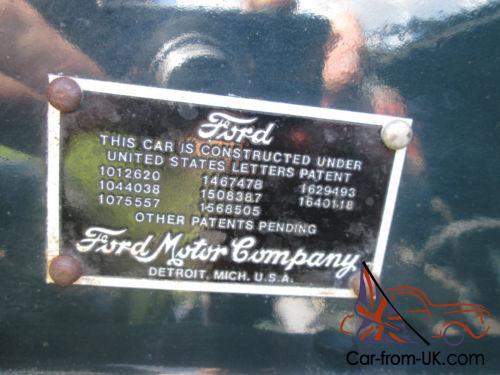 Ford
THIS CAR IS CONSTRUCTED UNDER
UNITED STATES LETTERS PATENT
1012620 1467478 1629493
1044038 1508387 1640118
1075557 1568505
OTHER PATENTS PENDING
Ford Motor Company
DETROIT, MICH. U.S.A.
Car-from-UK.com